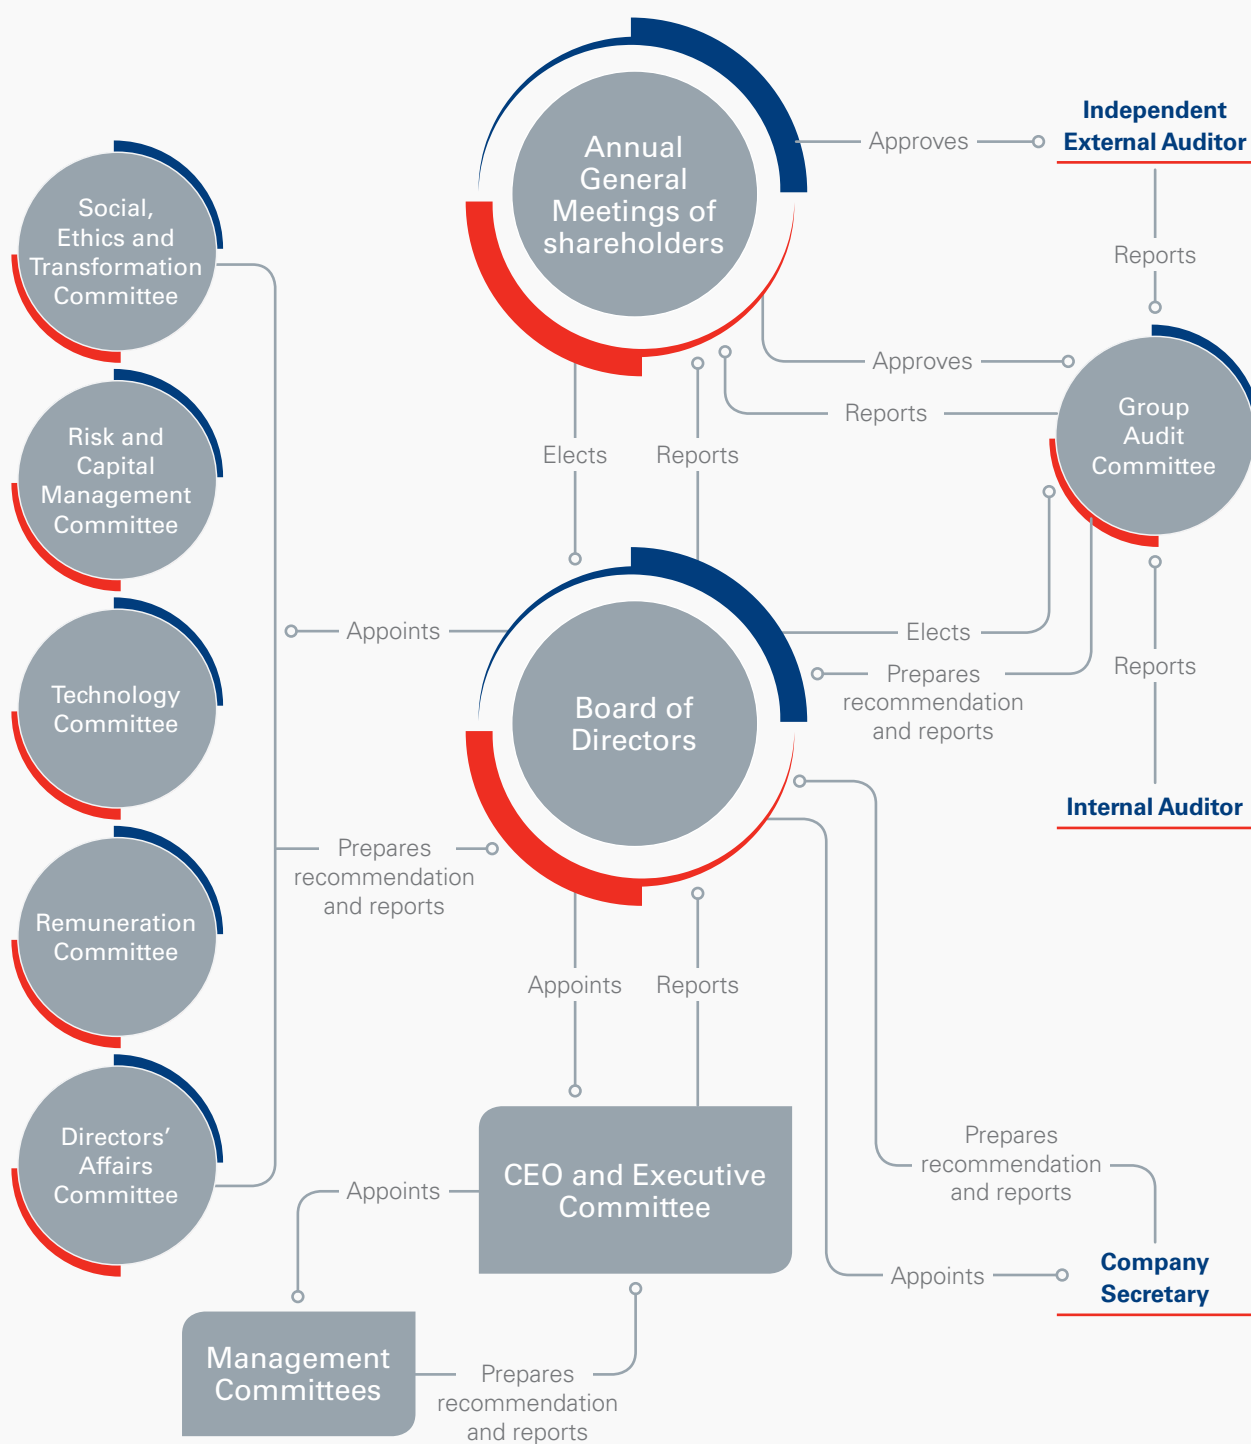 Annual
General
Meetings of
shareholders
Approves
Independent
External Auditor
Reports
Social,
Ethics and
Transformation
Committee
Approves
Reports
Group
Audit
Committee
Risk and
Capital
Management
Committee
Elects
Reports
Appoints
Elects
Prepares
recommendation
and reports
Reports
Technology
Committee
Board of
Directors
Internal Auditor
Prepares
recommendation
and reports
Remuneration
Committee
Appoints
Reports
Directors’
Affairs
Committee
Appoints
CEO and Executive
Committee
Prepares
recommendation
and reports
Appoints
Company
Secretary
Management
Committees
Prepares
recommendation
and reports